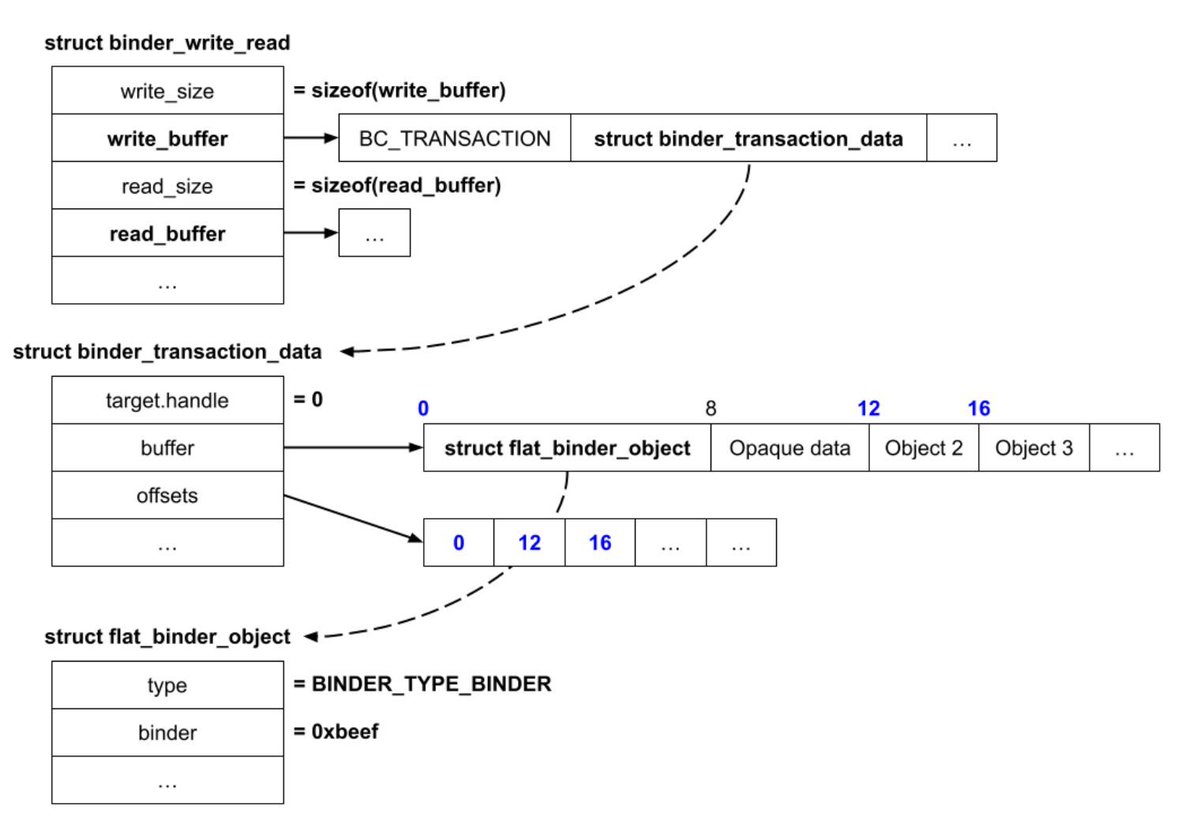 struct binder_write_read
write_size = sizeof(write_buffer)
write_buffer BC_TRANSACTION struct binder_transaction_data …
read_size = sizeof(read_buffer)
read_buffer …
…
struct binder_transaction_data
target.handle = 0 0 8 12 16
buffer struct flat_binder_object Opaque data Object 2 Object 3 …
offsets
… 0 12 16 … …
struct flat_binder_object
type = BINDER_TYPE_BINDER
binder = 0xbeef
…